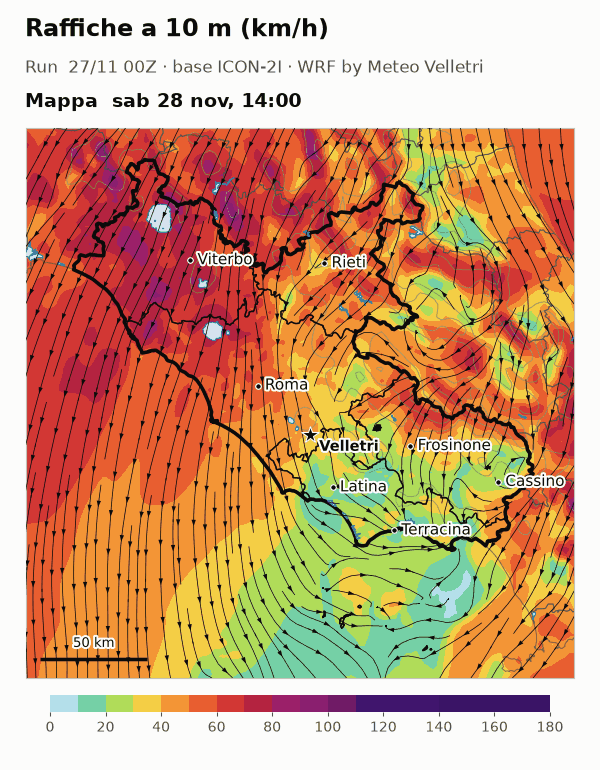 Raffiche a 10 m (km/h)
Run 27/11 00Z · base ICON-2I · WRF by Meteo Velletri
Mappa sab 28 nov, 14:00
Viterbo
Rieti
Roma
Velletri
Frosinone
Latina
Cassino
Terracina
50 km
0 20 40 60 80 100 120 140 160 180